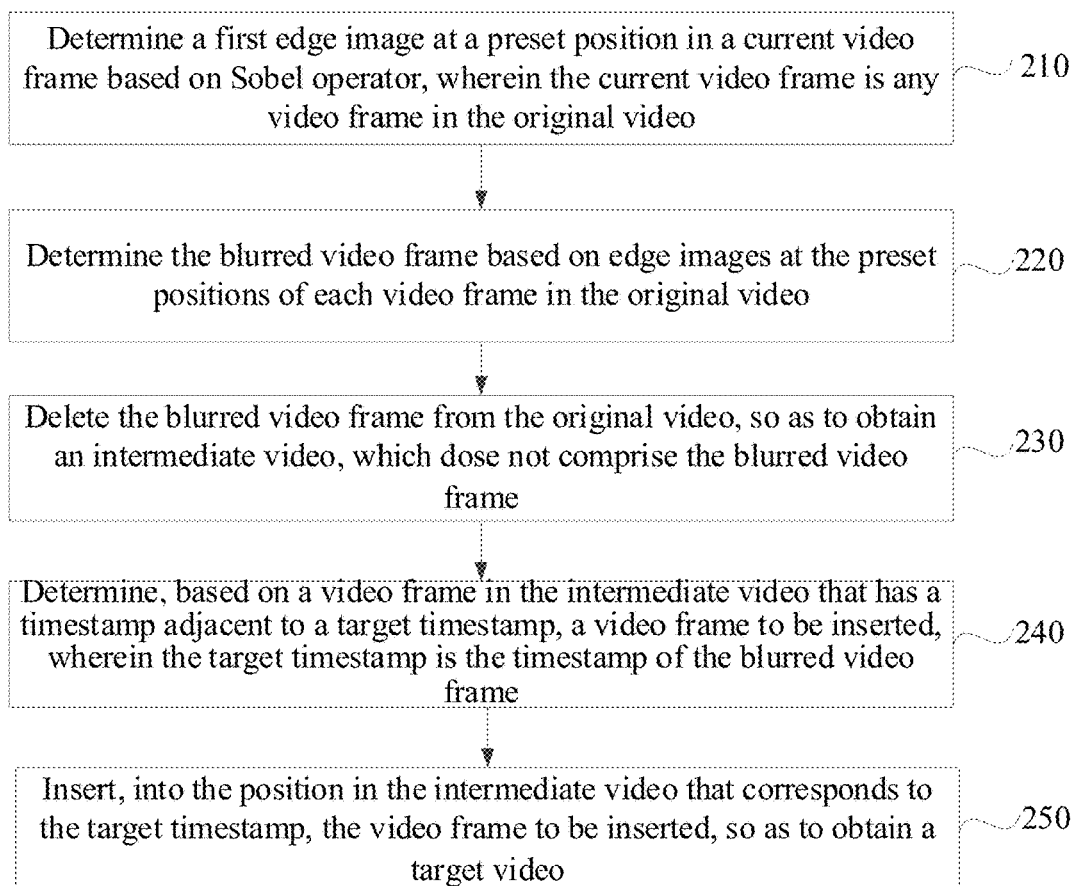 Determine a first edge image at a preset position in a current video
frame based on Sobel operator, wherein the current video frame is any
video frame in the original video
210
Determine the blurred video frame based on edge images at the preset
positions of each video frame in the original video
220
Delete the blurred video frame from the original video, so as to obtain
an intermediate video, which dose not comprise the blurred video
frame
230
Determine, based on a video frame in the intermediate video that has a
timestamp adjacent to a target timestamp, a video frame to be inserted,
wherein the target timestamp is the timestamp of the blurred video
frame
240
Insert, into the position in the intermediate video that corresponds to
the target timestamp, the video frame to be inserted, so as to obtain a
target video
250